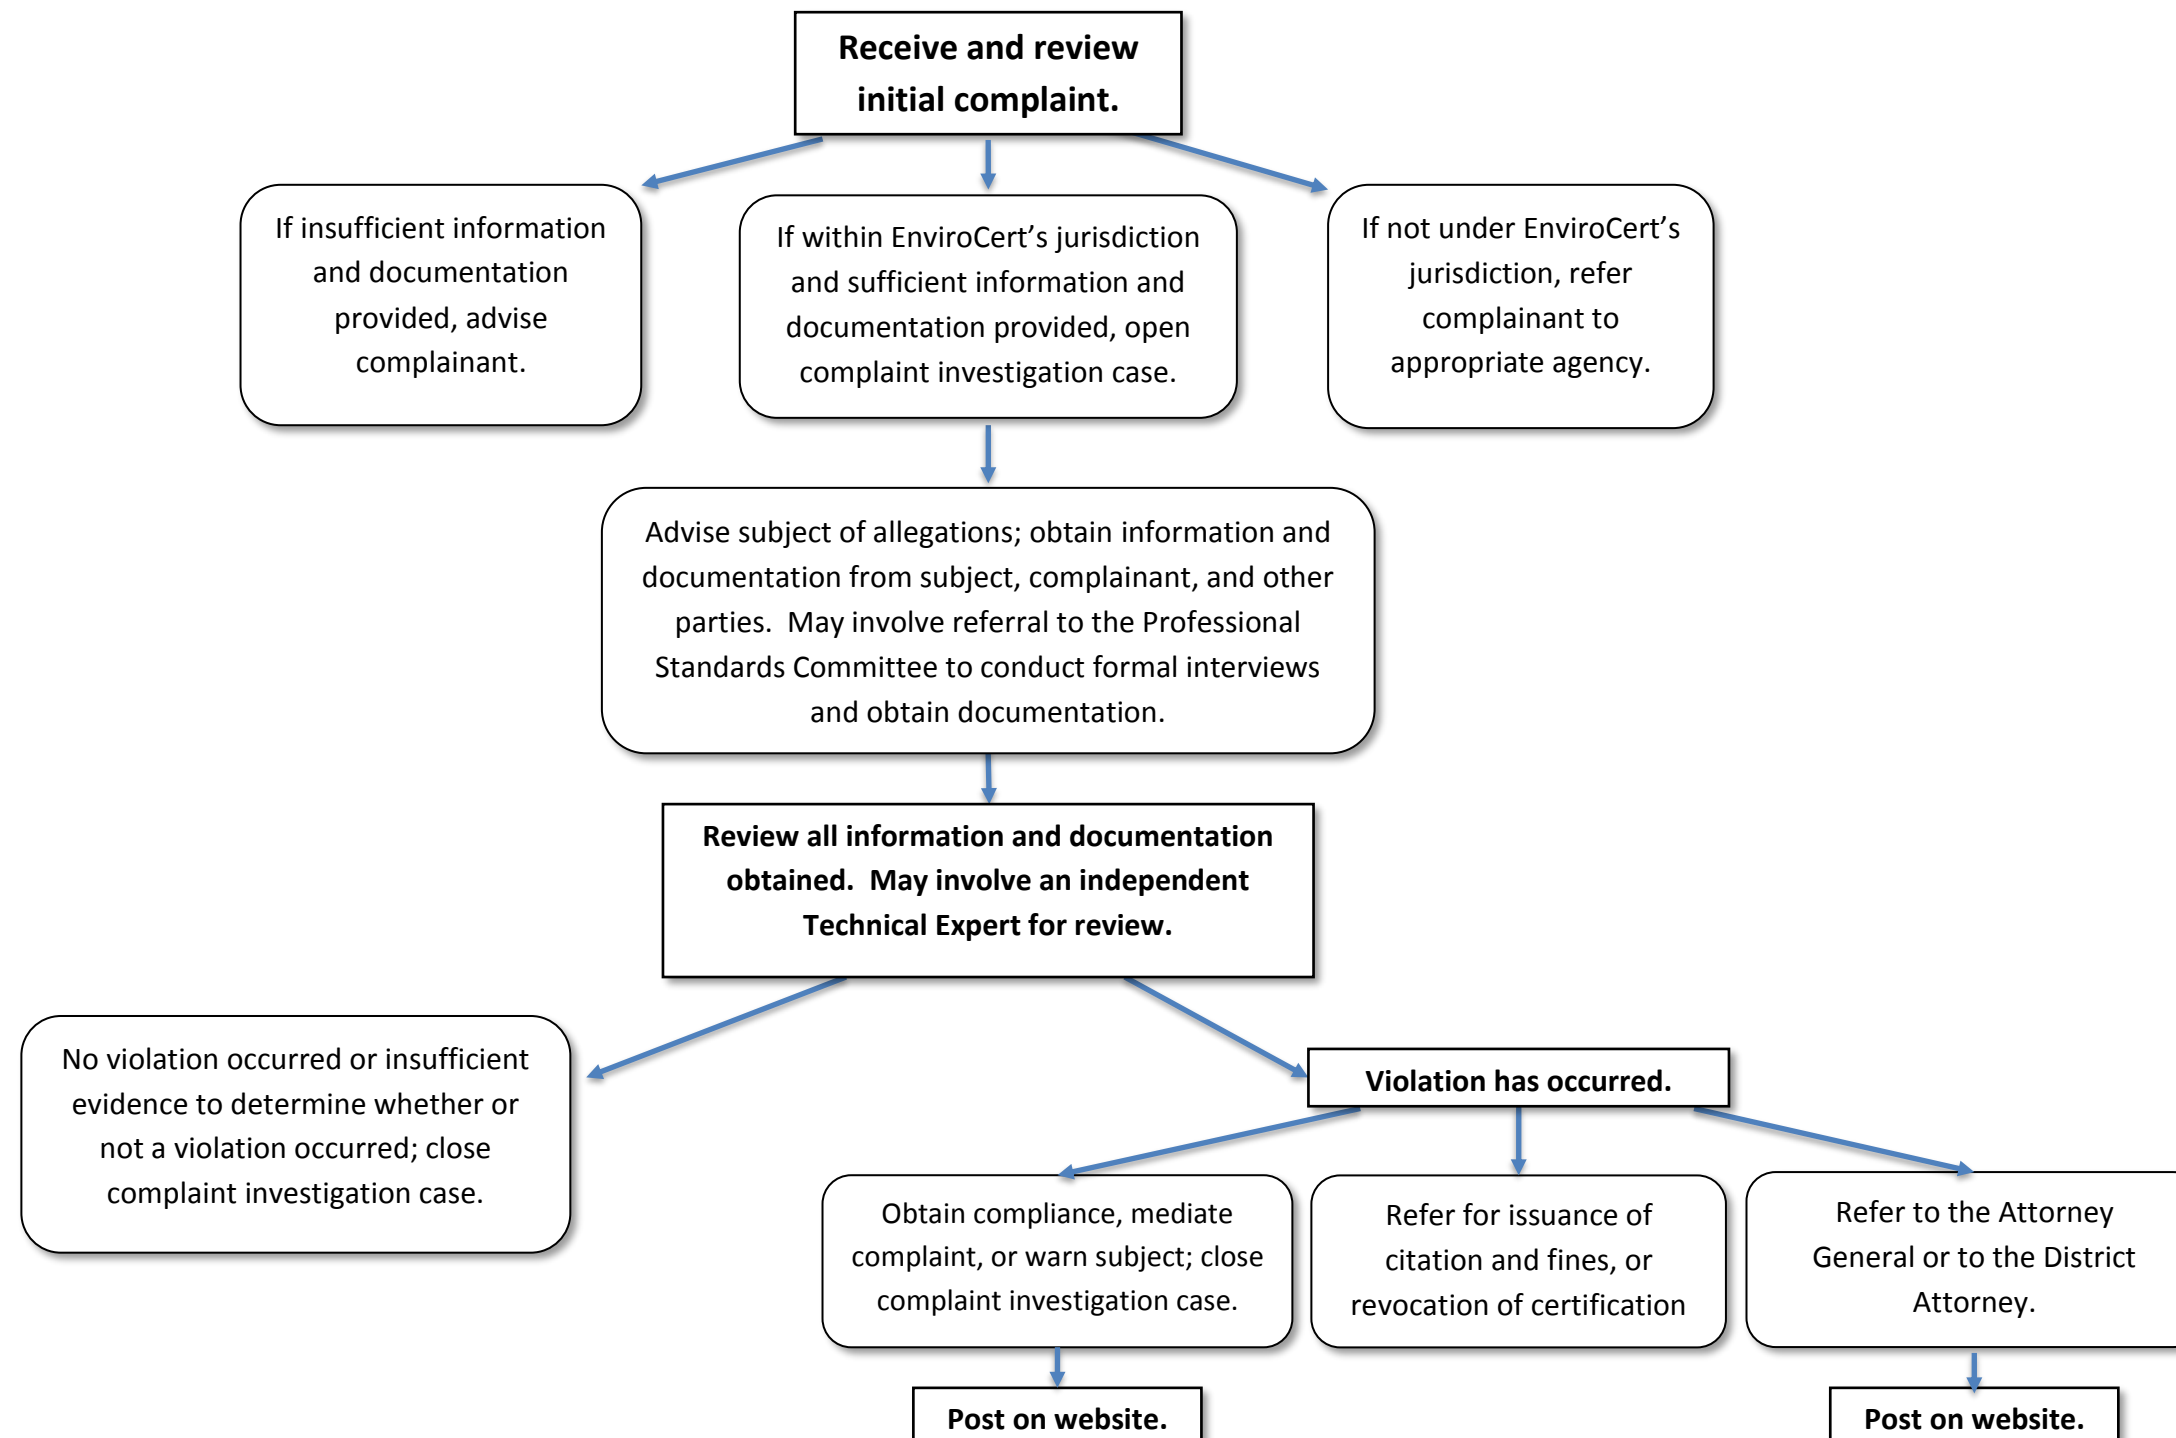 Receive and review
initial complaint.
If insufficient information
and documentation
provided, advise
complainant.
If within EnviroCert’s jurisdiction
and sufficient information and
documentation provided, open
complaint investigation case.
If not under EnviroCert’s
jurisdiction, refer
complainant to
appropriate agency.
Advise subject of allegations; obtain information and
documentation from subject, complainant, and other
parties.  May involve referral to the Professional
Standards Committee to conduct formal interviews
and obtain documentation.
Review all information and documentation
obtained.  May involve an independent
Technical Expert for review.
No violation occurred or insufficient
evidence to determine whether or
not a violation occurred; close
complaint investigation case.
Violation has occurred.
Obtain compliance, mediate
complaint, or warn subject; close
complaint investigation case.
Refer for issuance of
citation and fines, or
revocation of certification
Refer to the Attorney
General or to the District
Attorney.
Post on website.
Post on website.